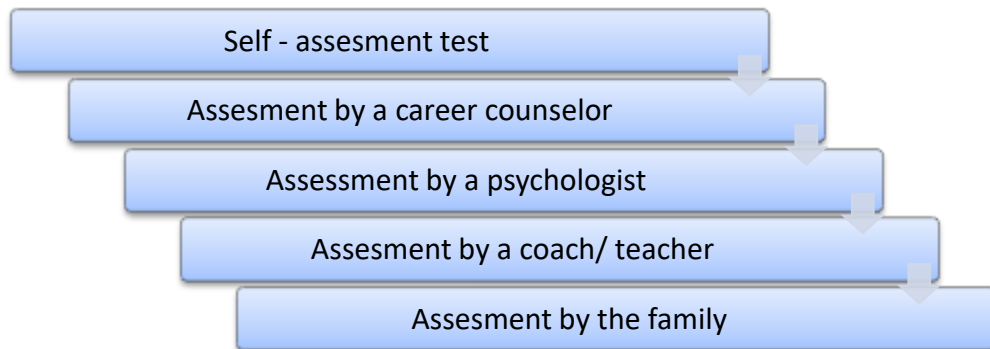 Self - assesment test
Assesment by a career counselor
Assessment by a psychologist
Assesment by a coach/ teacher
Assesment by the family